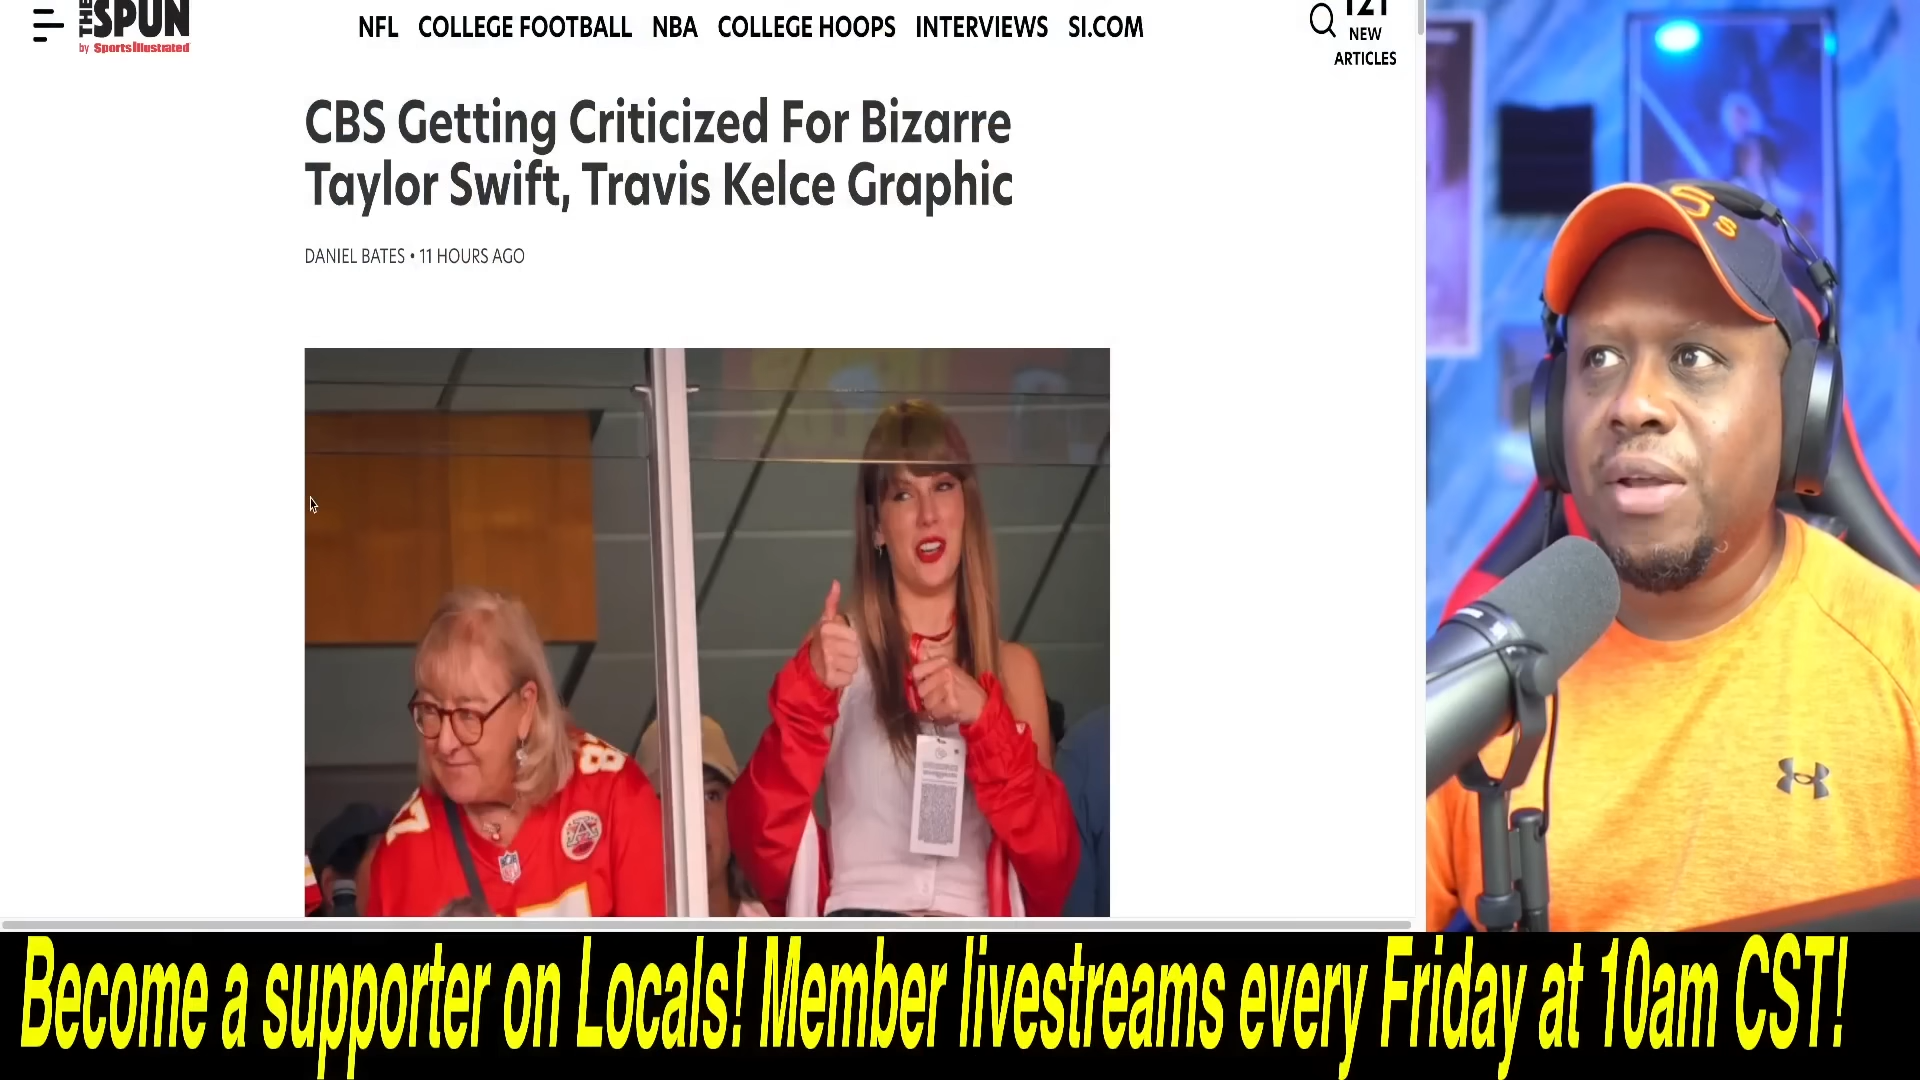 THE
SPUN
by Sports Illustrated
NFL COLLEGE FOOTBALL NBA COLLEGE HOOPS INTERVIEWS SI.COM
121
NEW
ARTICLES
CBS Getting Criticized For Bizarre
Taylor Swift, Travis Kelce Graphic
DANIEL BATES • 11 HOURS AGO
S
s
87
NFL
Become a supporter on Locals! Member livestreams every Friday at 10am CST!